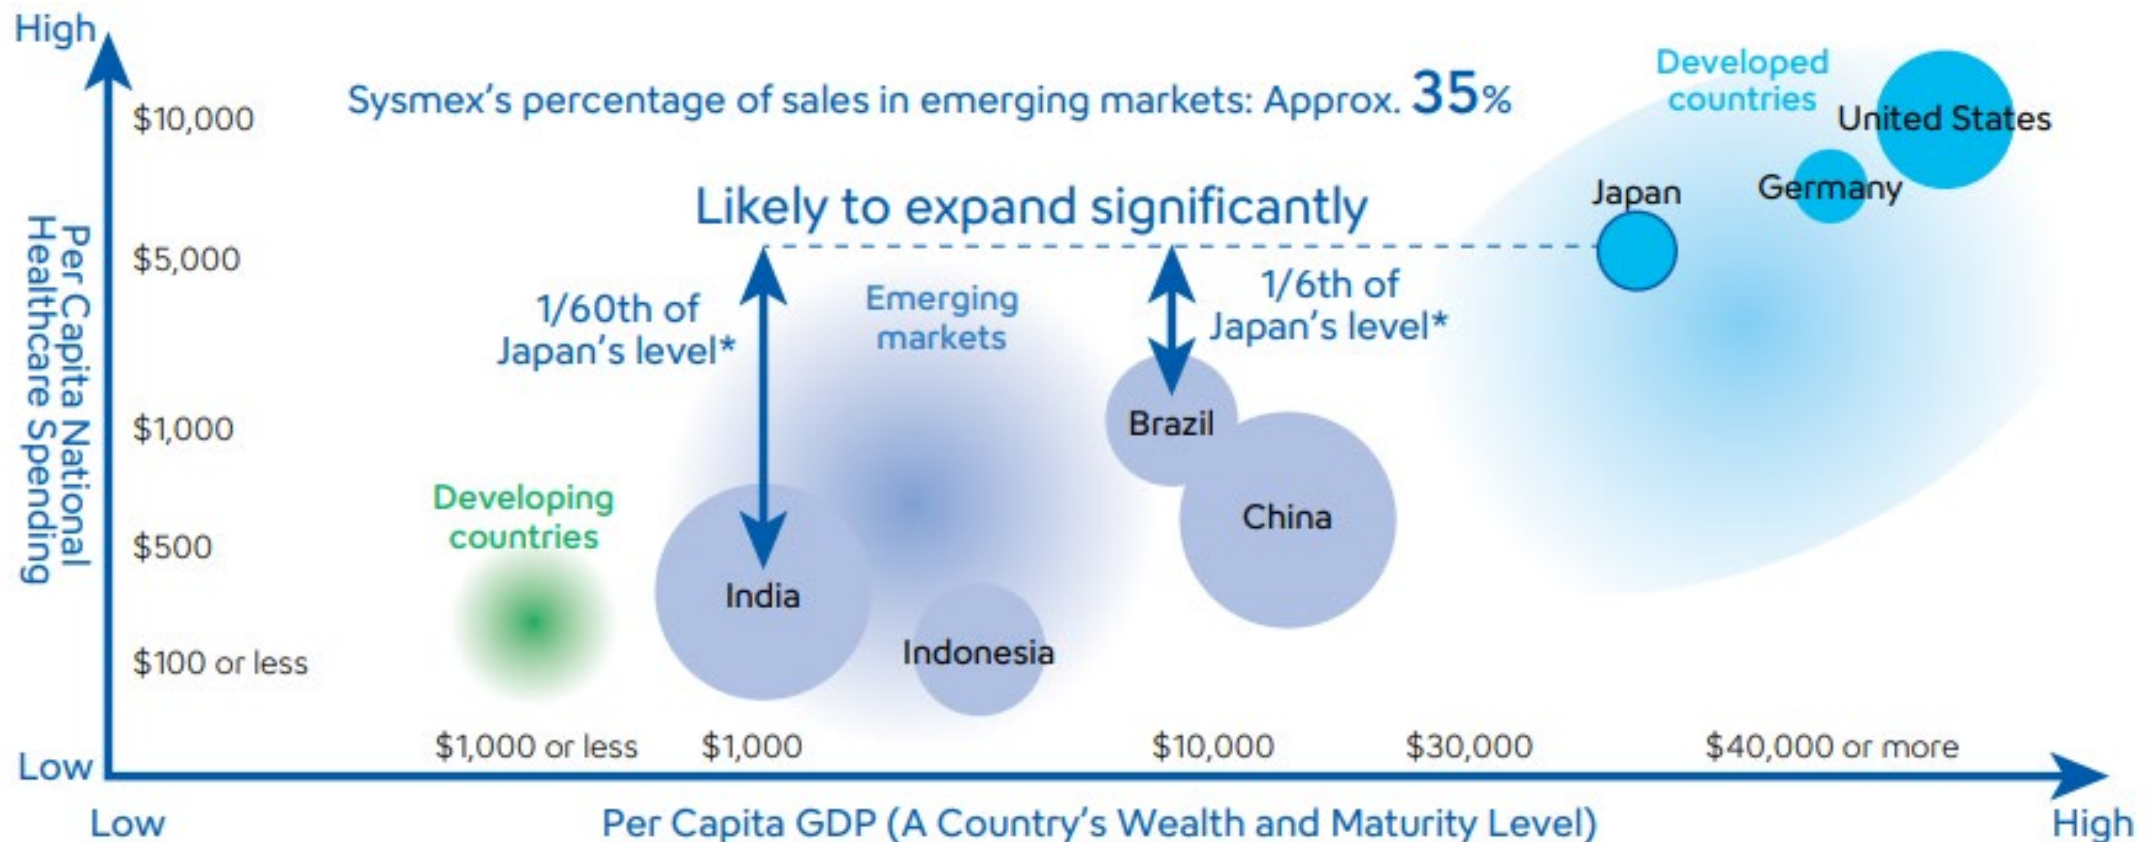 High
$10,000
$5,000
$1,000
$500
$100 or less
Low
Per Capita National
Healthcare Spending
Sysmex's percentage of sales in emerging markets: Approx. 35%
Likely to expand significantly
1/60th of
Japan's level*
Emerging
markets
1/6th of
Japan's level*
Developed
countries
United States
Germany
Japan
Brazil
China
Developing
countries
India
Indonesia
$1,000 or less
$1,000
$10,000
$30,000
$40,000 or more
Low
Per Capita GDP (A Country's Wealth and Maturity Level)
High